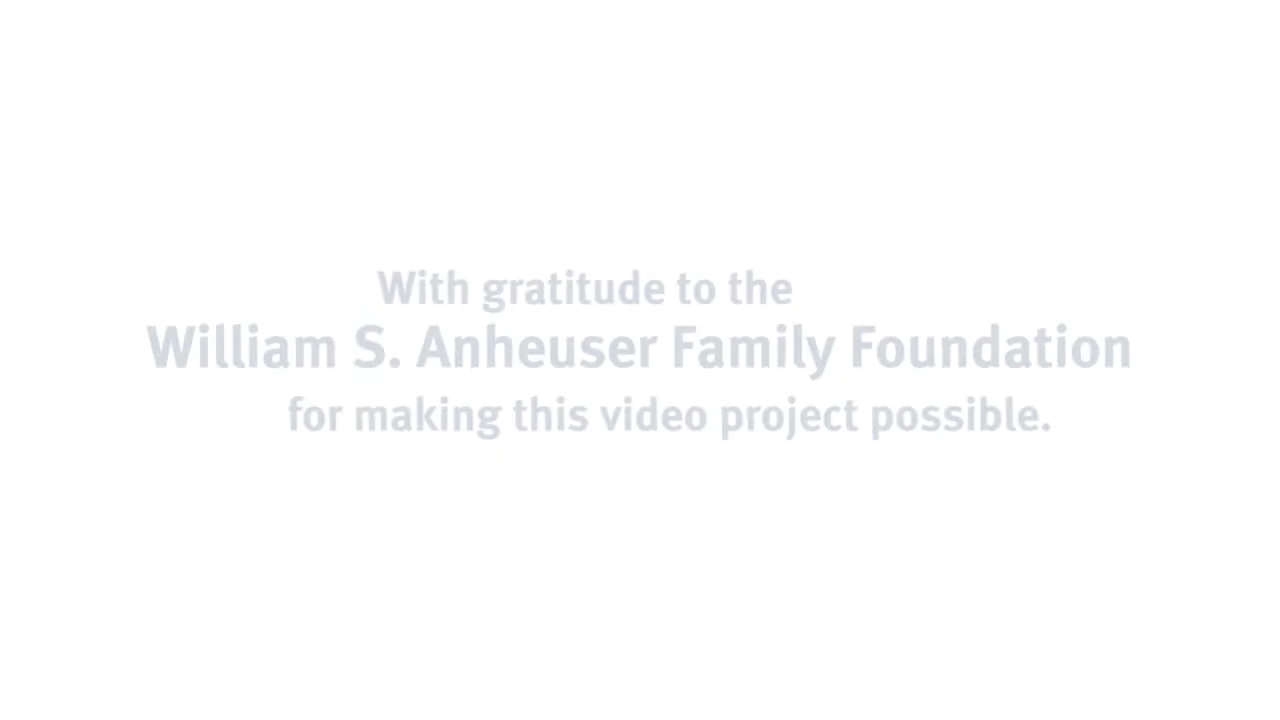 With gratitude to the
William S. Anheuser Family Foundation
for making this video project possible.